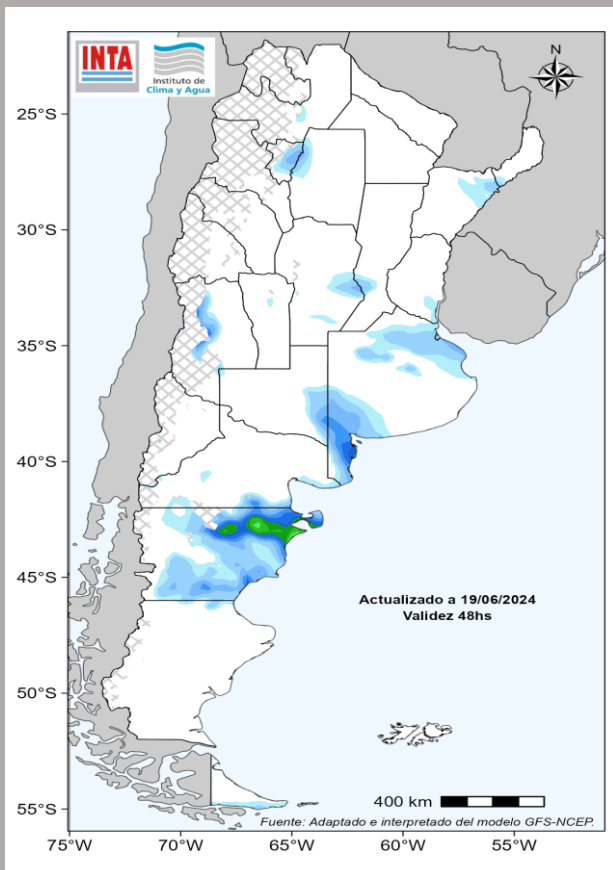 INTA
Instituto de
Clima y Agua
N
25°S
30°S
35°S
40°S
45°S
50°S
55°S
Actualizado a 19/06/2024
Validez 48hs
400 km
Fuente: Adaptado e interpretado del modelo GFS-NCEP.
75°W
70°W
65°W
60°W
55°W